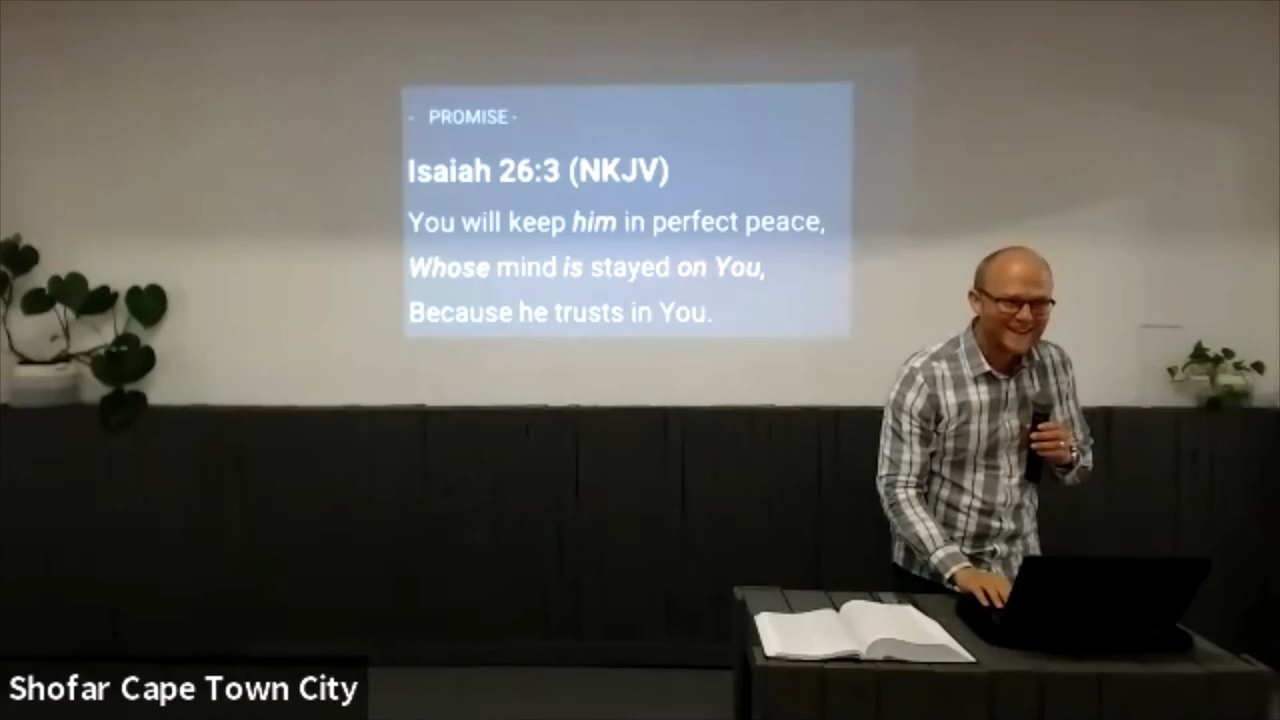 - PROMISE -
Isaiah 26:3 (NKJV)
You will keep him in perfect peace,
Whose mind is stayed on You,
Because he trusts in You.
Shofar Cape Town City